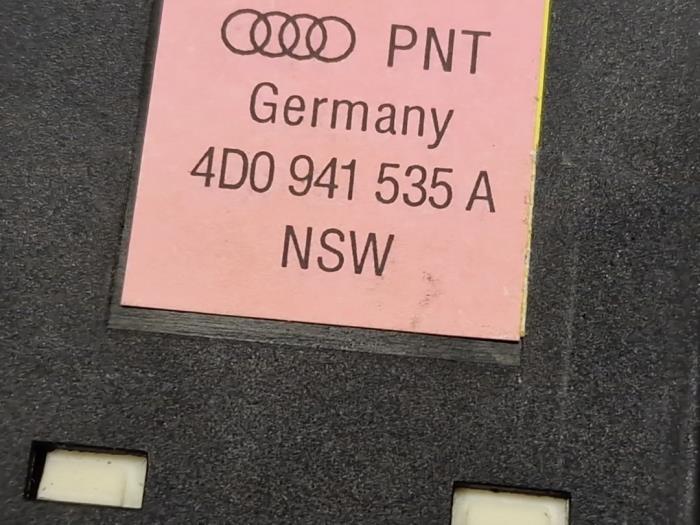 PNT
Germany
4D0 941 535 A
NSW